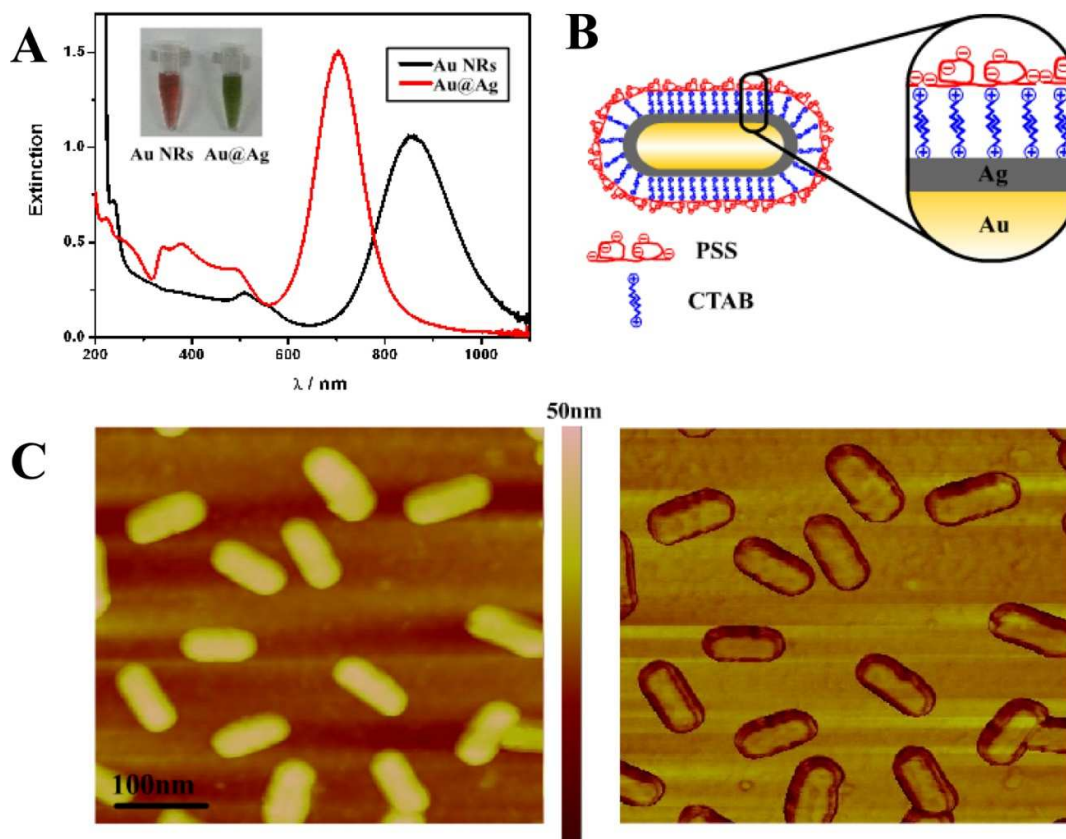 A
Extinction
1.5
1.0
0.5
0.0
200
400
600
800
1000
λ / nm
Au NRs
Au@Ag
Au NRs
Au@Ag
B
Ag
Au
PSS
CTAB
C
50nm
100nm